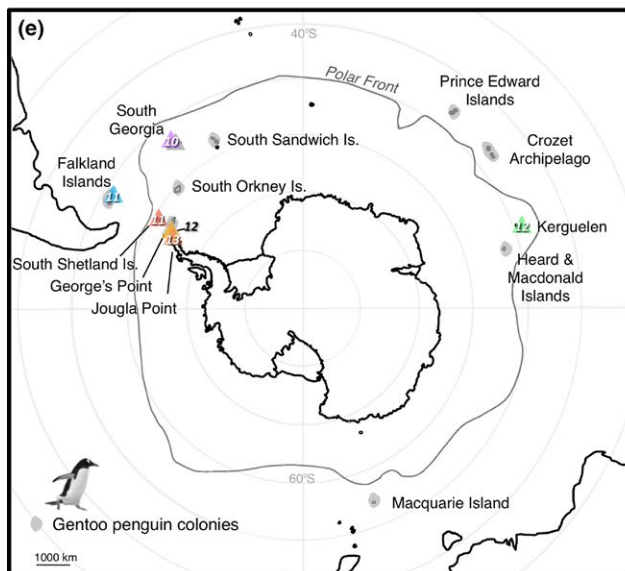 (e)
40°S
Polar Front
Prince Edward
Islands
South
Georgia
10
South Sandwich Is.
Crozet
Archipelago
Falkland
Islands
11
South Orkney Is.
11
12
13
12
Kerguelen
South Shetland Is.
George's Point
Jougla Point
Heard &
Macdonald
Islands
60°S
Macquarie Island
Gentoo penguin colonies
1000 km